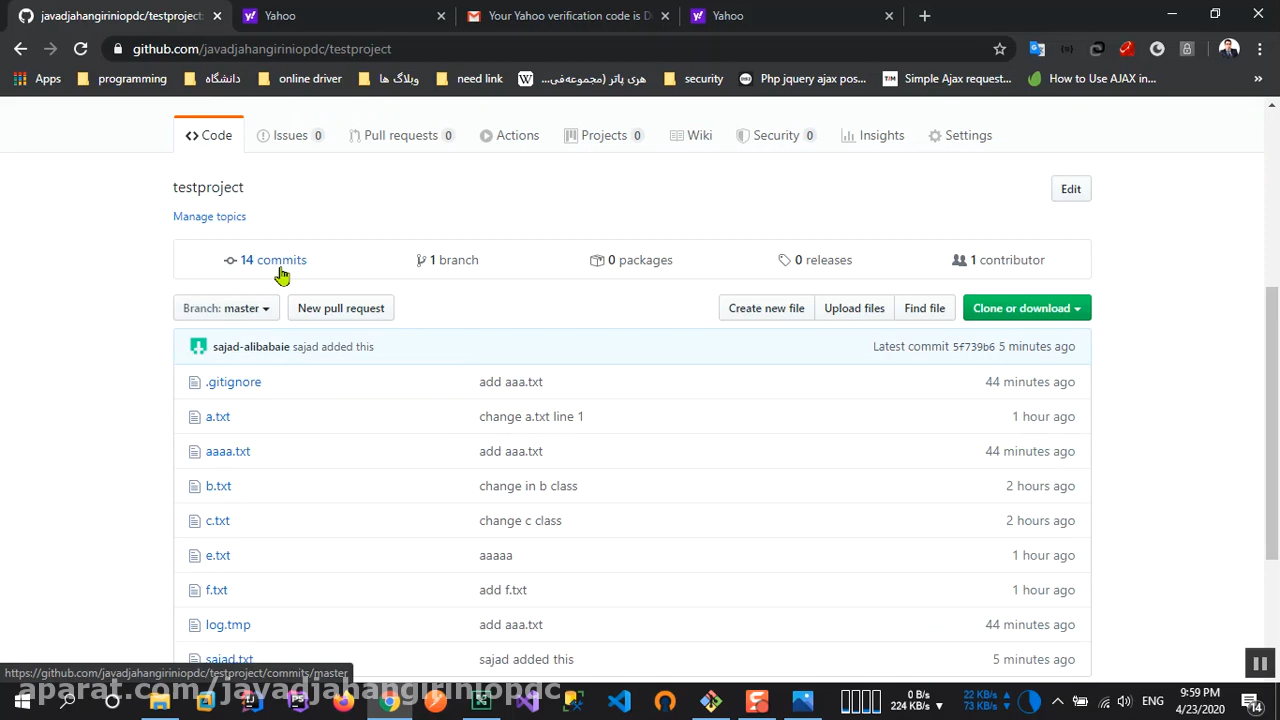 javadjahangiriniopdc/testproject
Yahoo
Your Yahoo verification code is D
Yahoo
github.com/javadjahangiriniopdc/testproject
Apps
programming
دانشگاه
online driver
وبلاگ ها
need link
هری پاتر (مجموعه‌فی...
security
Php jquery ajax pos...
Simple Ajax request...
How to Use AJAX in...
»
Code
Issues 0
Pull requests 0
Actions
Projects 0
Wiki
Security 0
Insights
Settings
testproject
Edit
Manage topics
14 commits
1 branch
0 packages
0 releases
1 contributor
Branch: master
New pull request
Create new file
Upload files
Find file
Clone or download
sajad-alibabaie sajad added this
Latest commit 5f739b6 5 minutes ago
.gitignore add aaa.txt 44 minutes ago
a.txt change a.txt line 1 1 hour ago
aaaa.txt add aaa.txt 44 minutes ago
b.txt change in b class 2 hours ago
c.txt change c class 2 hours ago
e.txt aaaaa 1 hour ago
f.txt add f.txt 1 hour ago
log.tmp add aaa.txt 44 minutes ago
sajad.txt sajad added this 5 minutes ago
https://github.com/javadjahangiriniopdc/testproject/commits/master
aparat.com/javadjahangiriniopdc
0 B/s
224 KB/s
22 KB/s
73 KB/s
ENG
9:59 PM
4/23/2020
14